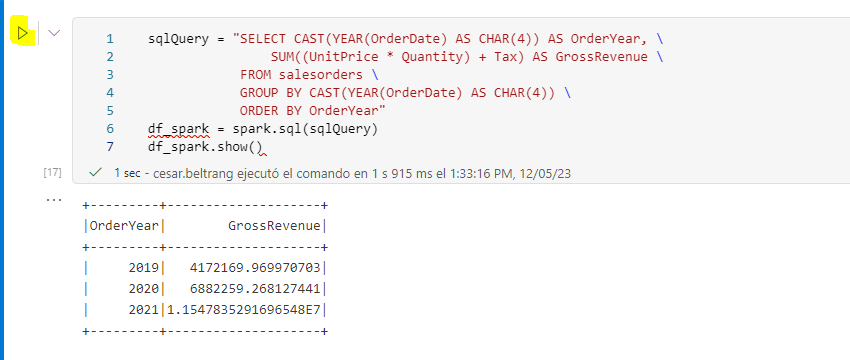 1 sqlQuery = "SELECT CAST(YEAR(OrderDate) AS CHAR(4)) AS OrderYear, \
2 SUM((UnitPrice * Quantity) + Tax) AS GrossRevenue \
3 FROM salesorders \
4 GROUP BY CAST(YEAR(OrderDate) AS CHAR(4)) \
5 ORDER BY OrderYear"
6 df_spark = spark.sql(sqlQuery)
7 df_spark.show()
[17] 1 sec - cesar.beltrang ejecutó el comando en 1 s 915 ms el 1:33:16 PM, 12/05/23
...
+---------+--------------------+
|OrderYear|        GrossRevenue|
+---------+--------------------+
|     2019|   4172169.969970703|
|     2020|   6882259.268127441|
|     2021|1.1547835291696548E7|
+---------+--------------------+